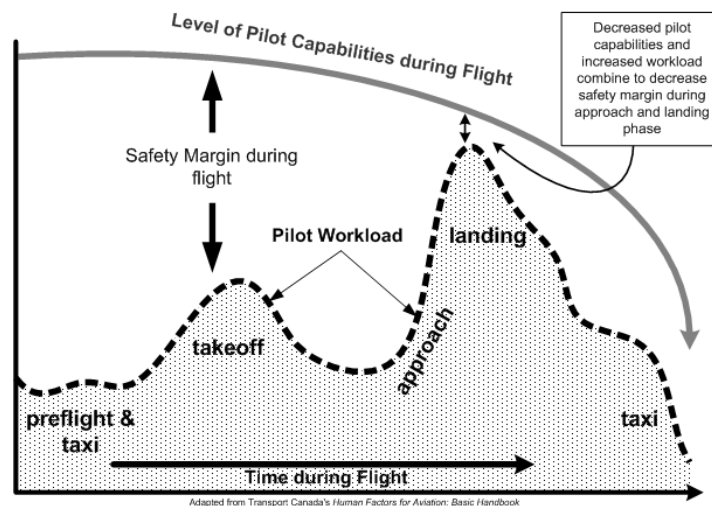 Level of Pilot Capabilities during Flight
Decreased pilot
capabilities and
increased workload
combine to decrease
safety margin during
approach and landing
phase
Safety Margin during
flight
Pilot Workload
landing
takeoff
approach
preflight &
taxi
taxi
Time during Flight
Adapted from Transport Canada's Human Factors for Aviation: Basic Handbook